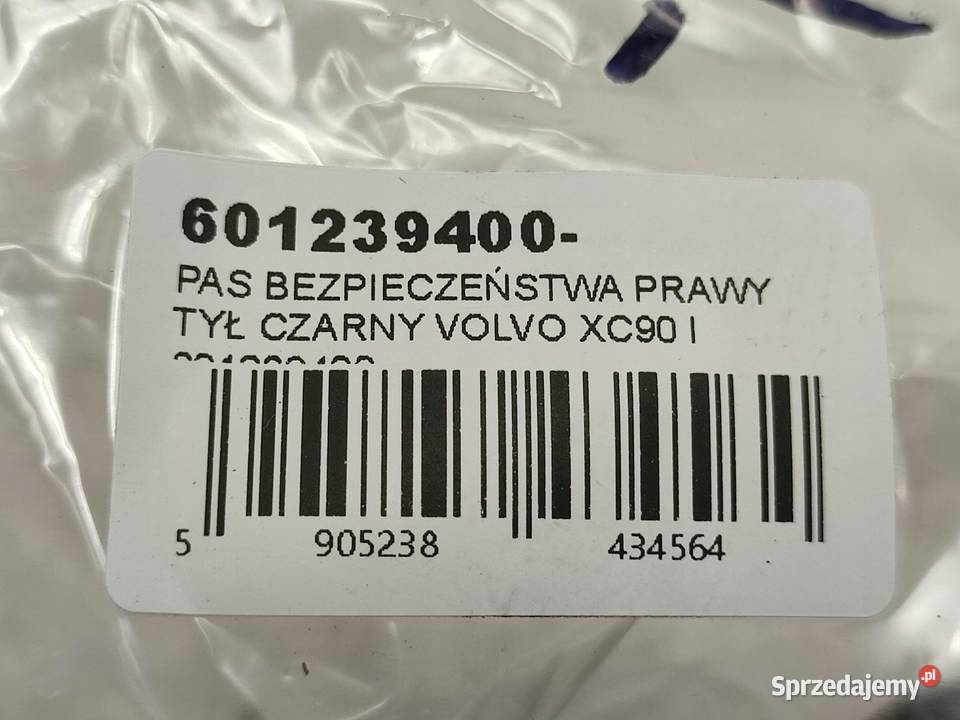 601239400-
PAS BEZPIECZEŃSTWA PRAWY
TYŁ CZARNY VOLVO XC90 I
5 905238 434564
Sprzedajemy.pl